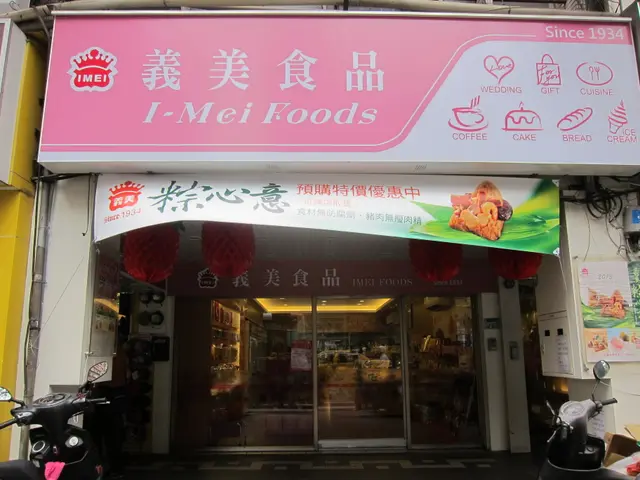 Since 1934
IMEI
義美食品
I-Mei Foods
WEDDING
GIFT
CUISINE
COFFEE
CAKE
BREAD
ICE CREAM
義美
Since 1934
粽心意
預購特價優惠中
義美食品
IMEI FOODS